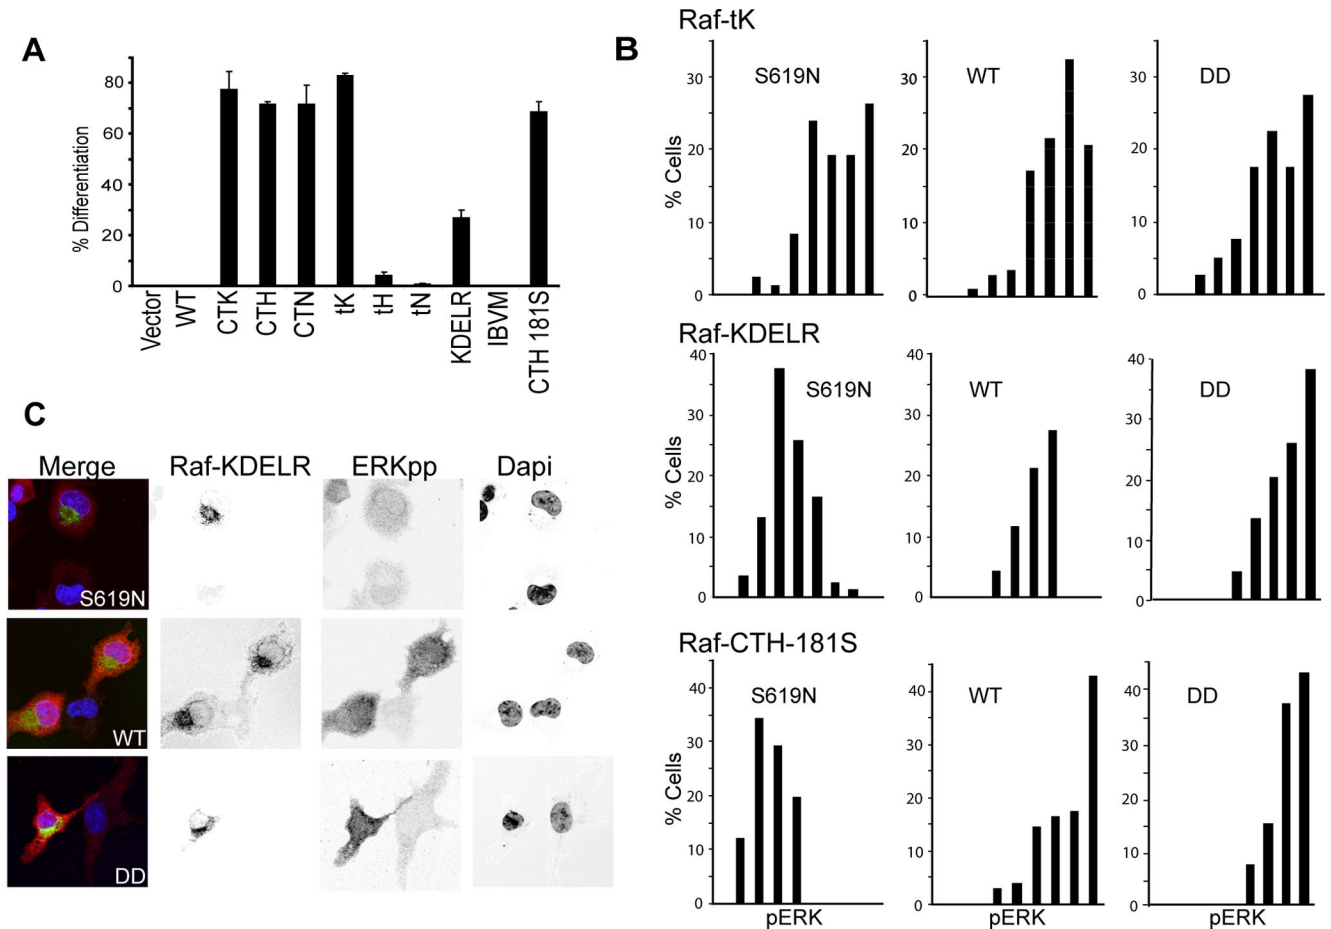 A
% Differentiation
80
60
40
20
0
Vector
WT
CTK
CTH
CTN
tK
tH
tN
KDELR
IBVM
CTH 181S
B
Raf-tK
% Cells
30
20
10
0
S619N
30
20
10
0
WT
30
20
10
0
DD
Raf-KDELR
% Cells
40
30
20
10
0
S619N
40
30
20
10
0
WT
40
30
20
10
0
DD
Raf-CTH-181S
% Cells
40
30
20
10
0
S619N
pERK
40
30
20
10
0
WT
pERK
40
30
20
10
0
DD
pERK
C
Merge Raf-KDELR ERKpp Dapi
S619N
WT
DD